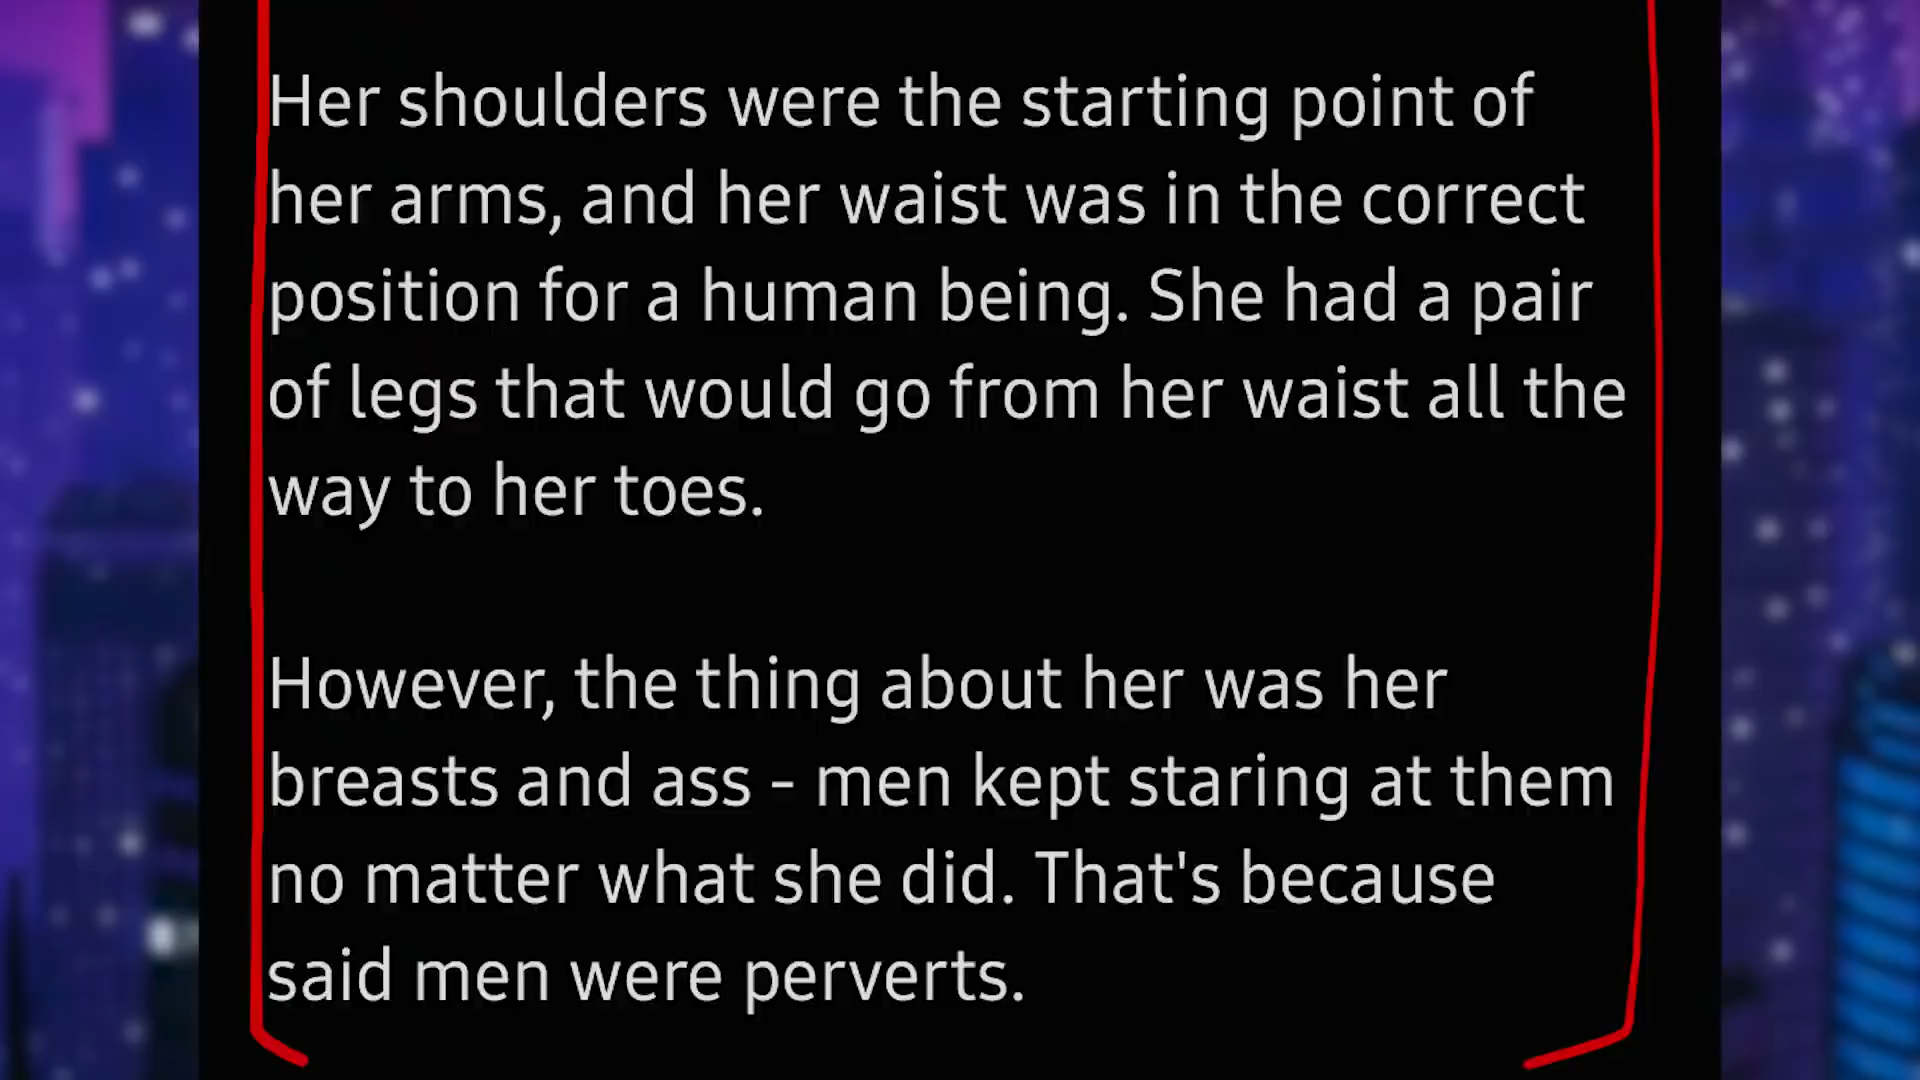 Her shoulders were the starting point of
her arms, and her waist was in the correct
position for a human being. She had a pair
of legs that would go from her waist all the
way to her toes.
However, the thing about her was her
breasts and ass - men kept staring at them
no matter what she did. That's because
said men were perverts.